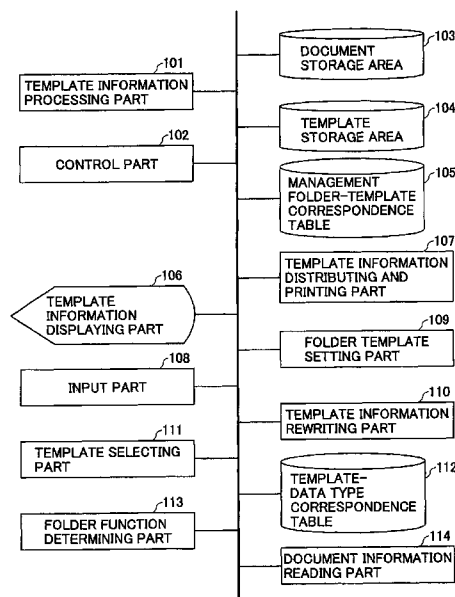 101
TEMPLATE INFORMATION
PROCESSING PART
102
CONTROL PART
106
TEMPLATE
INFORMATION
DISPLAYING PART
108
INPUT PART
111
TEMPLATE SELECTING
PART
113
FOLDER FUNCTION
DETERMINING PART
103
DOCUMENT
STORAGE AREA
104
TEMPLATE
STORAGE AREA
105
MANAGEMENT
FOLDER-TEMPLATE
CORRESPONDENCE
TABLE
107
TEMPLATE INFORMATION
DISTRIBUTING AND
PRINTING PART
109
FOLDER TEMPLATE
SETTING PART
110
TEMPLATE INFORMATION
REWRITING PART
112
TEMPLATE-
DATA TYPE
CORRESPONDENCE
TABLE
114
DOCUMENT INFORMATION
READING PART